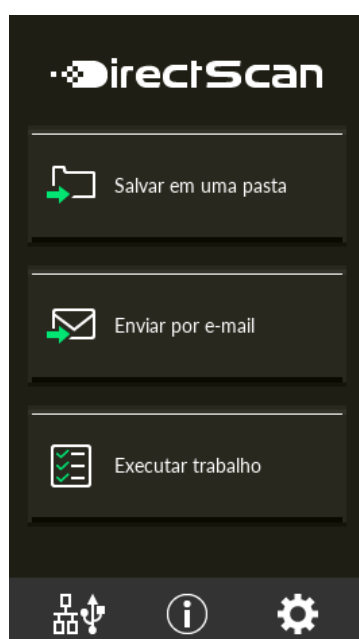 DirectScan
Salvar em uma pasta
Enviar por e-mail
Executar trabalho